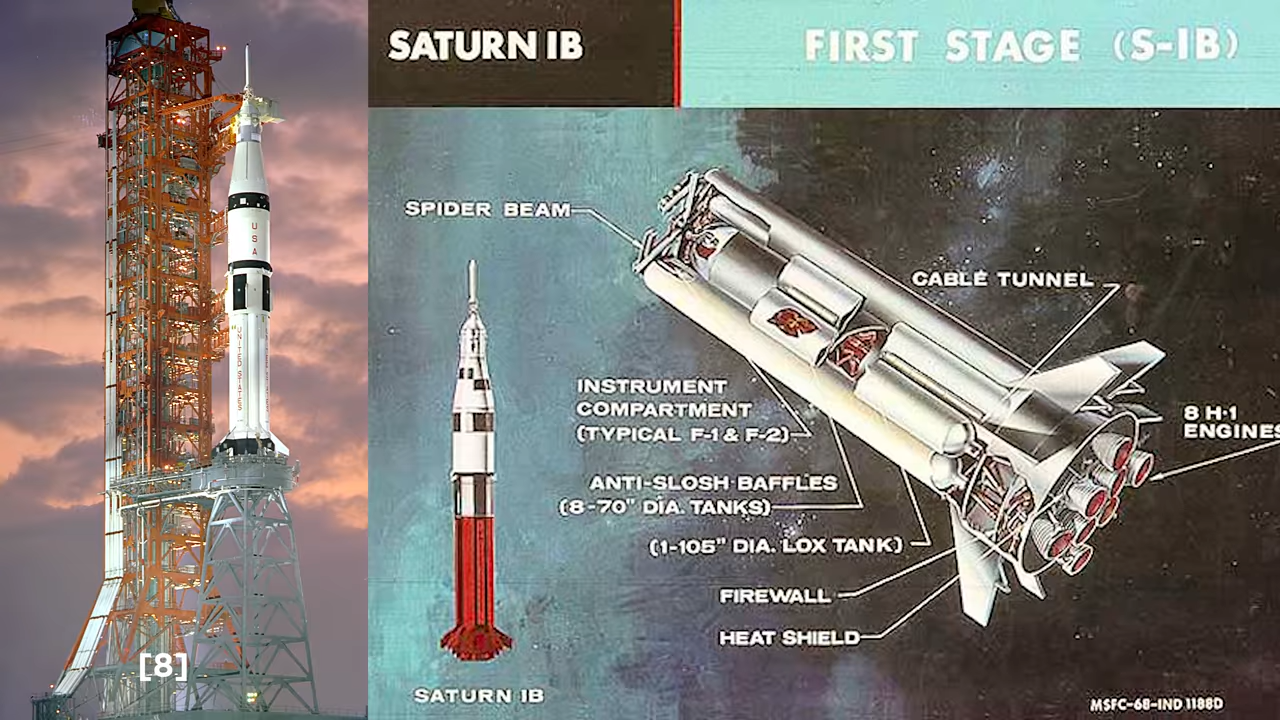 USA
UNITED STATES
[8]
SATURN IB
FIRST STAGE (S-IB)
SPIDER BEAM
CABLE TUNNEL
INSTRUMENT
COMPARTMENT
(TYPICAL F-1 & F-2)
8 H-1
ENGINES
ANTI-SLOSH BAFFLES
(8-70" DIA. TANKS)
(1-105" DIA. LOX TANK)
FIREWALL
HEAT SHIELD
SATURN IB
MSFC-68-IND 1188D